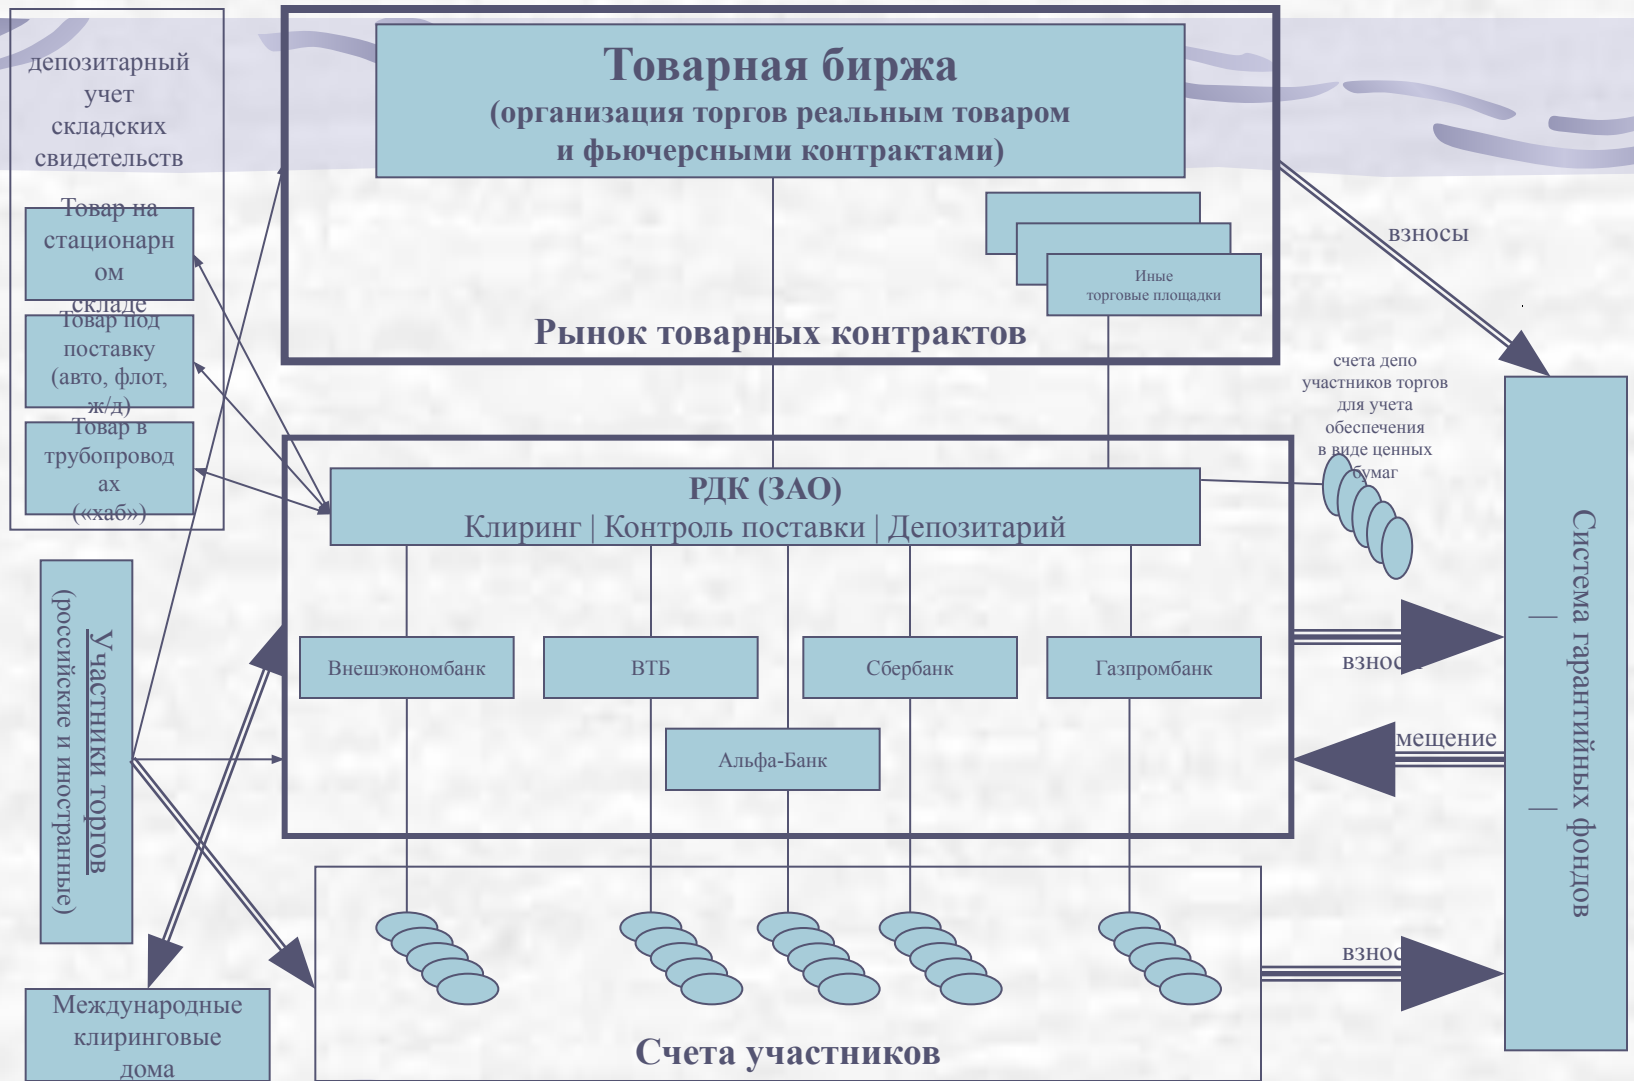 депозитарный
учет
складских
свидетельств
Товар на
стационарн
ом
складе
Товар под
поставку
(авто, флот,
ж/д)
Товар в
трубопровод
ах
(«хаб»)
Товарная биржа
(организация торгов реальным товаром
и фьючерсными контрактами)
Иные
торговые площадки
Рынок товарных контрактов
взносы
счета депо
участников торгов
для учета
обеспечения
в виде ценных
бумаг
РДК (ЗАО)
Клиринг | Контроль поставки | Депозитарий
Внешэкономбанк
ВТБ
Сбербанк
Газпромбанк
Альфа-Банк
Участники торгов
(российские и иностранные)
Международные
клиринговые
дома
взносы
мещение
взносы
Система гарантийных фондов
Счета участников